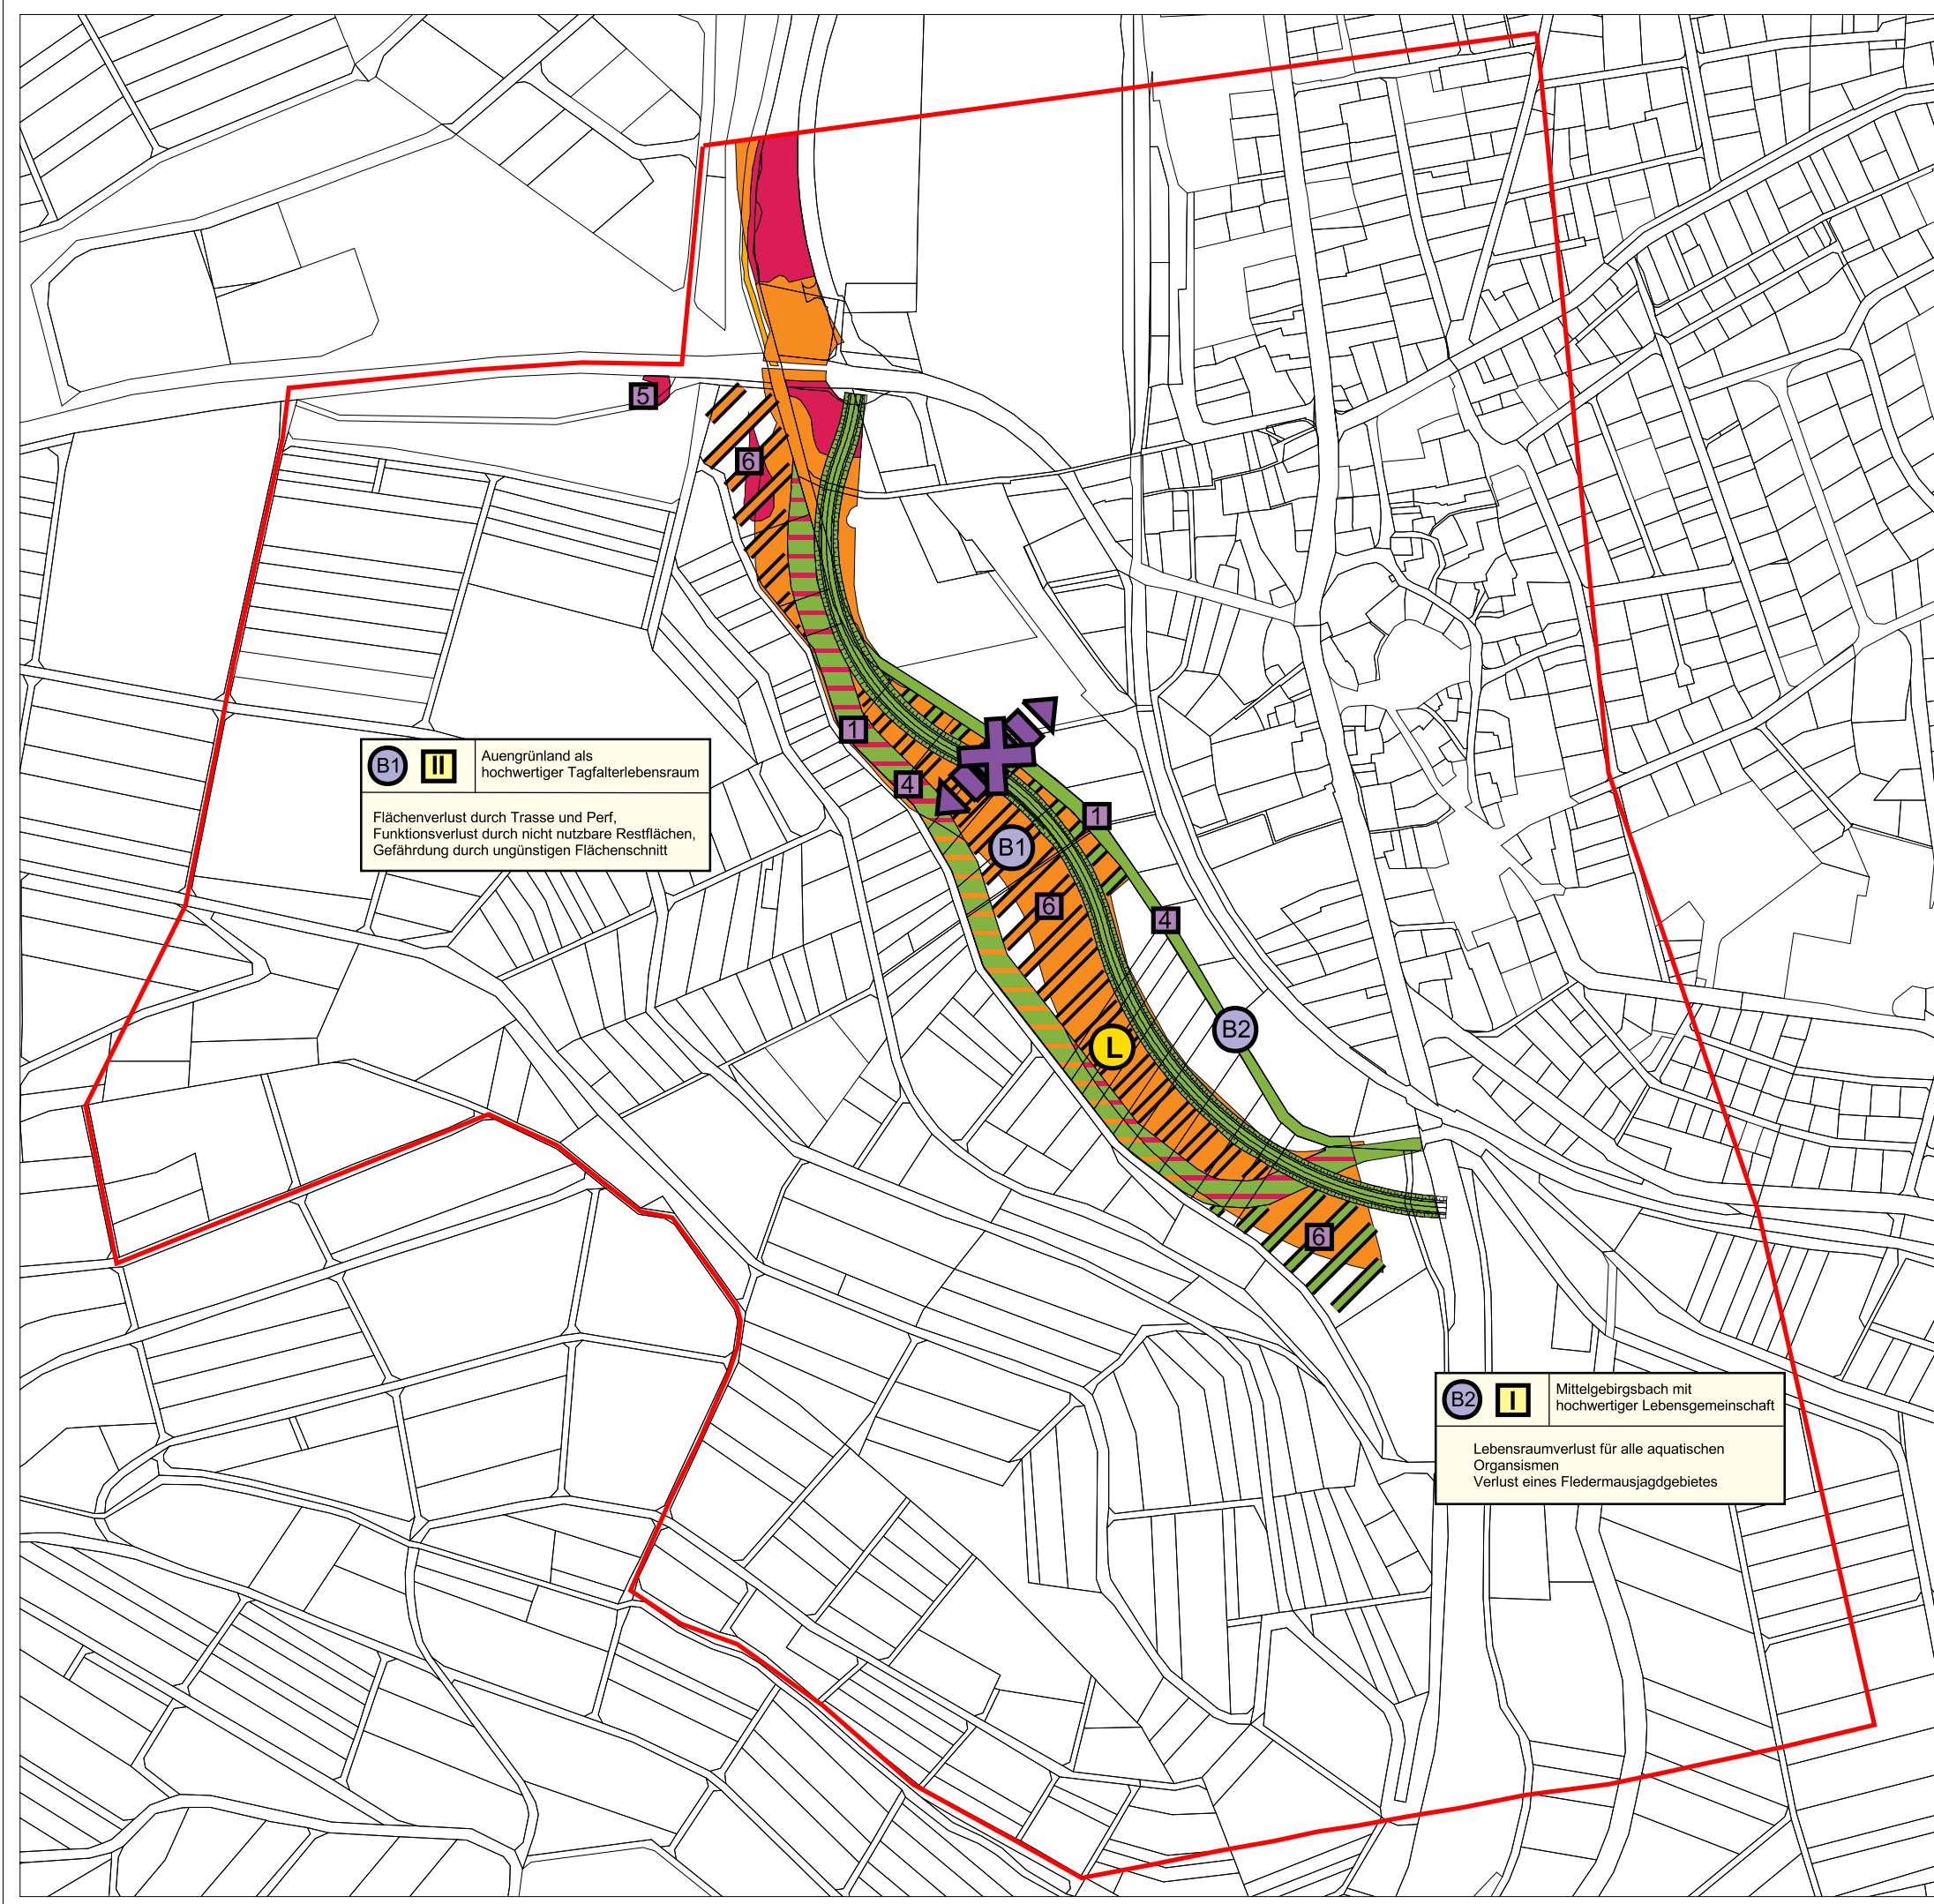 5
6
1
B1 II Auengrünland als
hochwertiger Tagfalterlebensraum
Flächenverlust durch Trasse und Perf,
Funktionsverlust durch nicht nutzbare Restflächen,
Gefährdung durch ungünstigen Flächenschnitt
4
1
B1
6
4
B2
L
6
B2 I Mittelgebirgsbach mit
hochwertiger Lebensgemeinschaft
Lebensraumverlust für alle aquatischen
Organsismen
Verlust eines Fledermausjagdgebietes